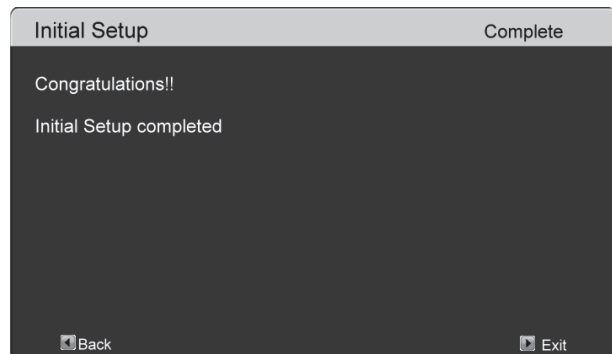 Initial Setup Complete
Congratulations!!
Initial Setup completed
Back Exit